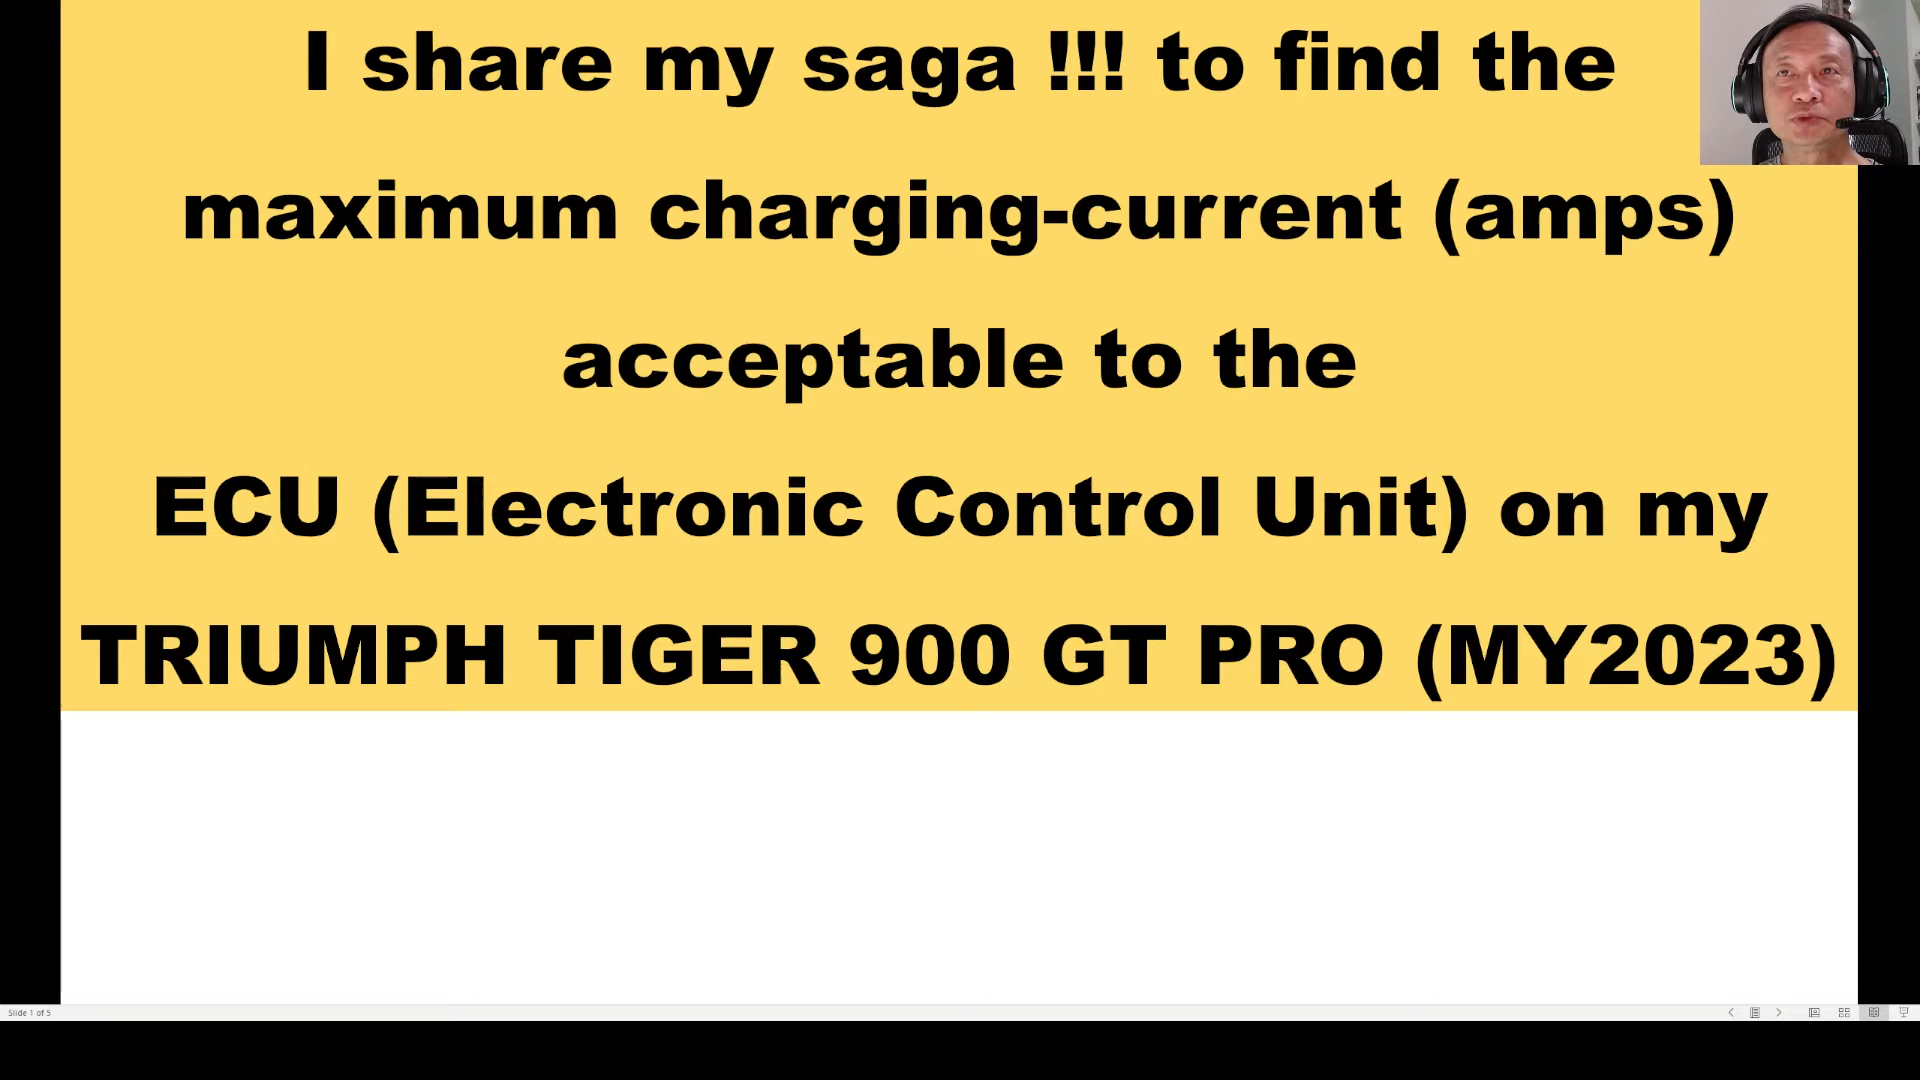 I share my saga !!! to find the
maximum charging-current (amps)
acceptable to the
ECU (Electronic Control Unit) on my
TRIUMPH TIGER 900 GT PRO (MY2023)
Slide 1 of 5